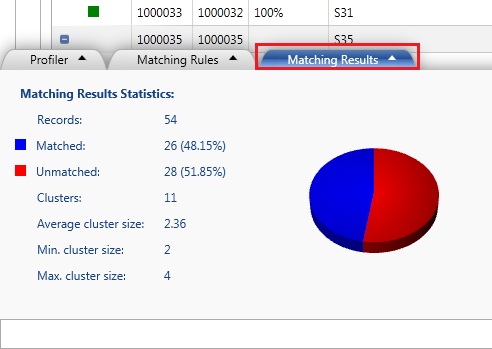 1000033 1000032 100% S31
1000035 1000035 S35
Profiler Matching Rules Matching Results
Matching Results Statistics:
Records: 54
Matched: 26 (48.15%)
Unmatched: 28 (51.85%)
Clusters: 11
Average cluster size: 2.36
Min. cluster size: 2
Max. cluster size: 4